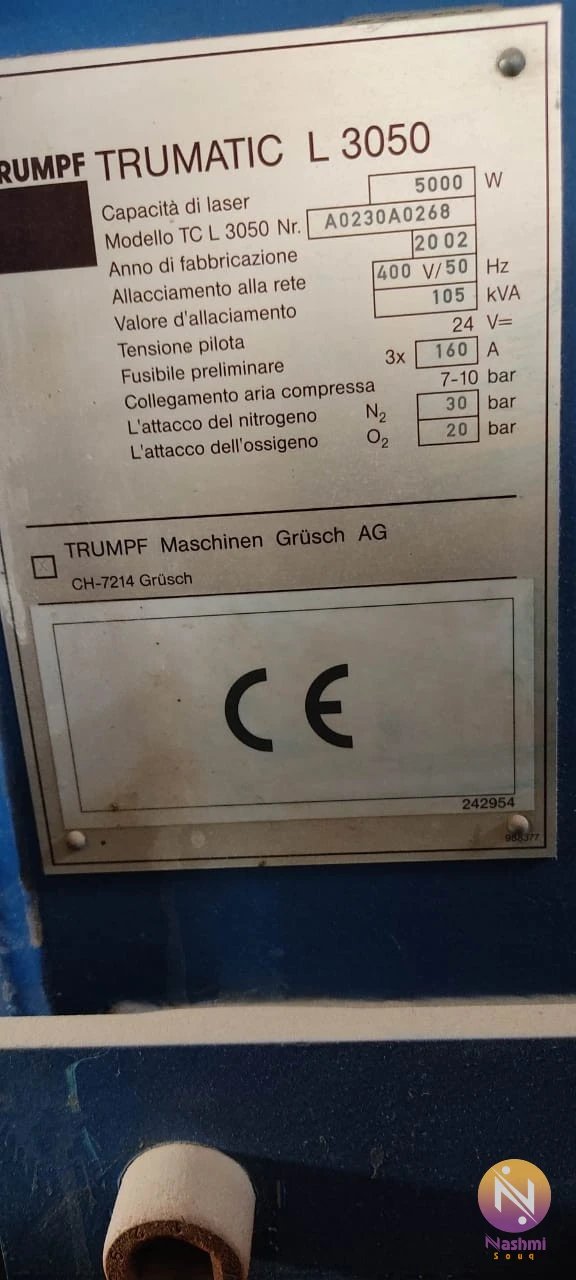 RUMPF TRUMATIC L 3050
Capacità di laser 5000 W
Modello TC L 3050 Nr. A0230A0268
Anno di fabbricazione 2002
Allacciamento alla rete 400 V/50 Hz
Valore d'allaciamento 105 kVA
Tensione pilota 24 V=
Fusibile preliminare 3x 160 A
Collegamento aria compressa 7-10 bar
L'attacco del nitrogeno N₂ 30 bar
L'attacco dell'ossigeno O₂ 20 bar
TRUMPF Maschinen Grüsch AG
CH-7214 Grüsch
CE
242954
Nashmi
Souq